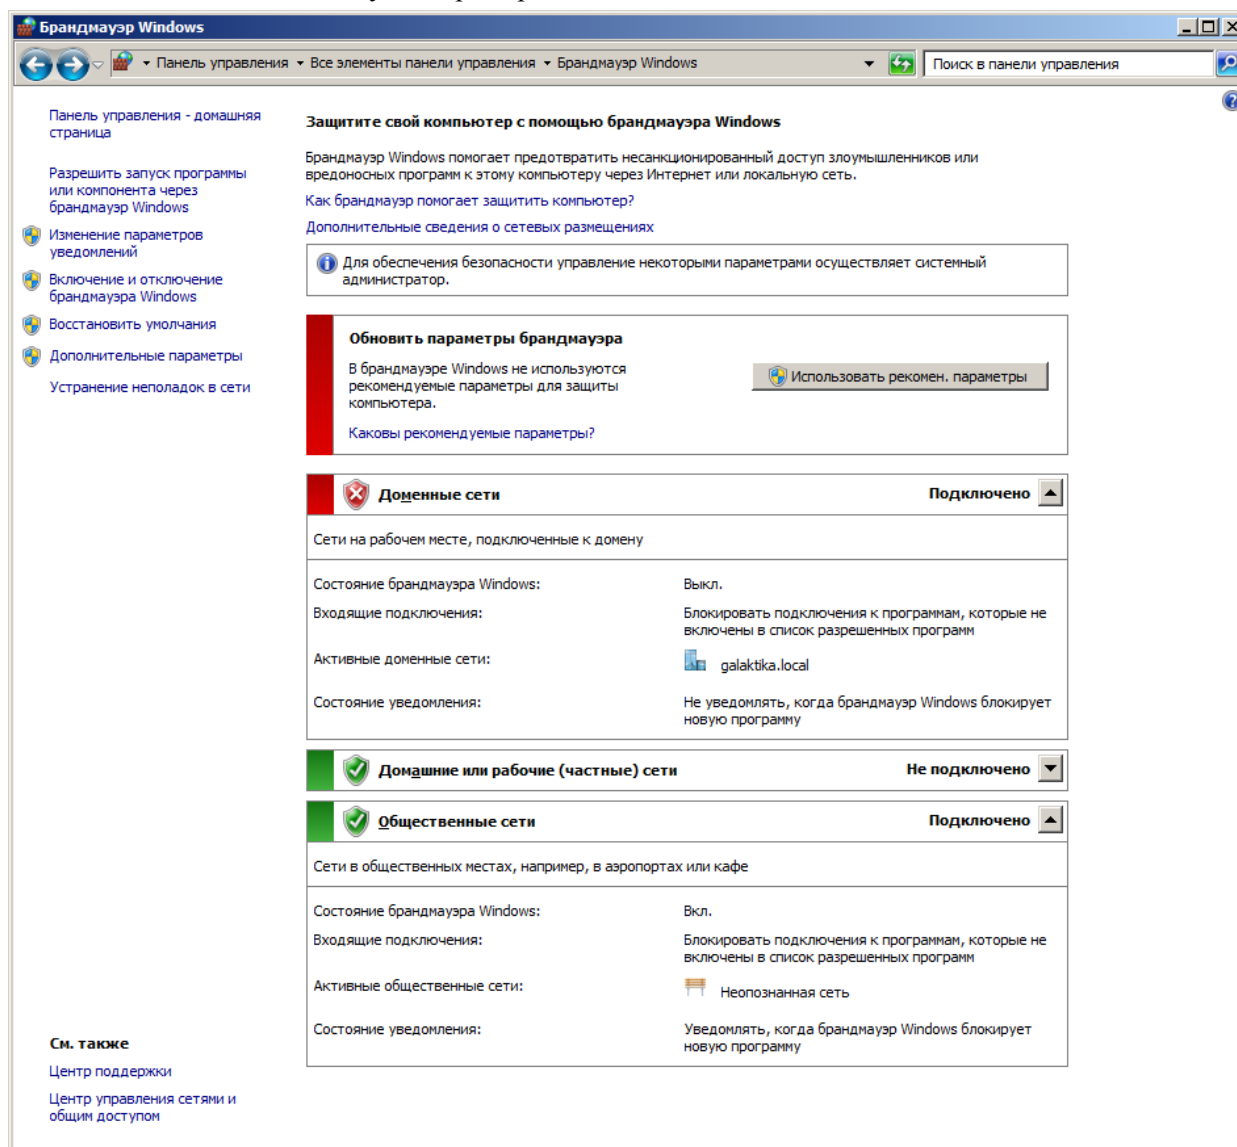 Брандмауэр Windows
Панель управления
Все элементы панели управления
Брандмауэр Windows
Поиск в панели управления
Панель управления - домашняя
страница
Разрешить запуск программы
или компонента через
брандмауэр Windows
Изменение параметров
уведомлений
Включение и отключение
брандмауэра Windows
Восстановить умолчания
Дополнительные параметры
Устранение неполадок в сети
Защитите свой компьютер с помощью брандмауэра Windows
Брандмауэр Windows помогает предотвратить несанкционированный доступ злоумышленников или
вредоносных программ к этому компьютеру через Интернет или локальную сеть.
Как брандмауэр помогает защитить компьютер?
Дополнительные сведения о сетевых размещениях
Для обеспечения безопасности управление некоторыми параметрами осуществляет системный
администратор.
Обновить параметры брандмауэра
В брандмауэре Windows не используются
рекомендуемые параметры для защиты
компьютера.
Использовать рекомен. параметры
Каковы рекомендуемые параметры?
Доменные сети
Подключено
Сети на рабочем месте, подключенные к домену
Состояние брандмауэра Windows:
Выкл.
Входящие подключения:
Блокировать подключения к программам, которые не
включены в список разрешенных программ
Активные доменные сети:
galaktika.local
Состояние уведомления:
Не уведомлять, когда брандмауэр Windows блокирует
новую программу
Домашние или рабочие (частные) сети
Не подключено
Общественные сети
Подключено
Сети в общественных местах, например, в аэропортах или кафе
Состояние брандмауэра Windows:
Вкл.
Входящие подключения:
Блокировать подключения к программам, которые не
включены в список разрешенных программ
Активные общественные сети:
Неопознанная сеть
Состояние уведомления:
Уведомлять, когда брандмауэр Windows блокирует
новую программу
См. также
Центр поддержки
Центр управления сетями и
общим доступом